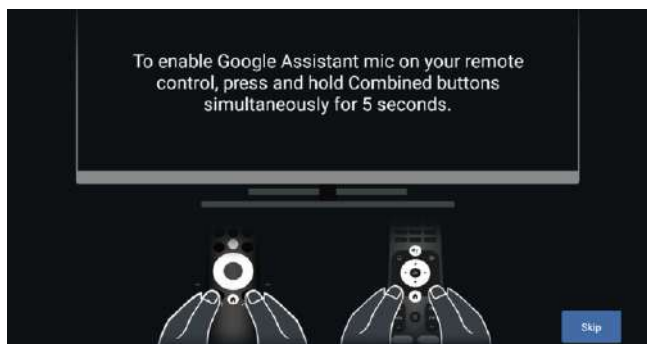 To enable Google Assistant mic on your remote
control, press and hold Combined buttons
simultaneously for 5 seconds.
Skip